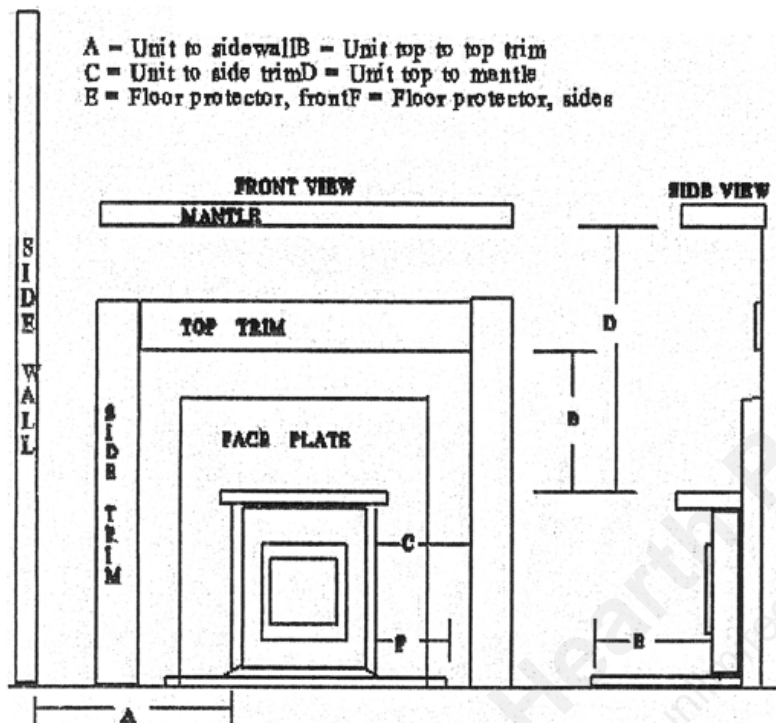 A = Unit to sidewallB = Unit top to top trim
C = Unit to side trimD = Unit top to mantle
E = Floor protector, frontF = Floor protector, sides
FRONT VIEW
SIDE VIEW
MANTLE
SIDE WALL
TOP TRIM
D
SIDE TRIM
FACE PLATE
B
C
F
E
A
Hearth